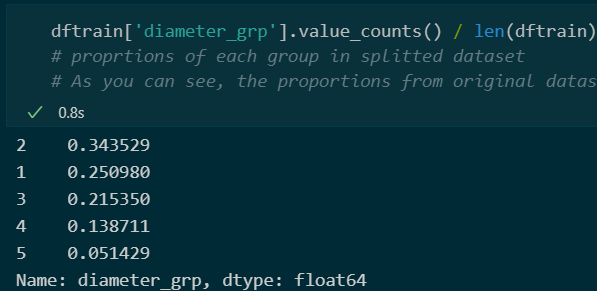 dftrain['diameter_grp'].value_counts() / len(dftrain)
# proprtions of each group in splitted dataset
# As you can see, the proportions from original datas
0.8s
2 0.343529
1 0.250980
3 0.215350
4 0.138711
5 0.051429
Name: diameter_grp, dtype: float64